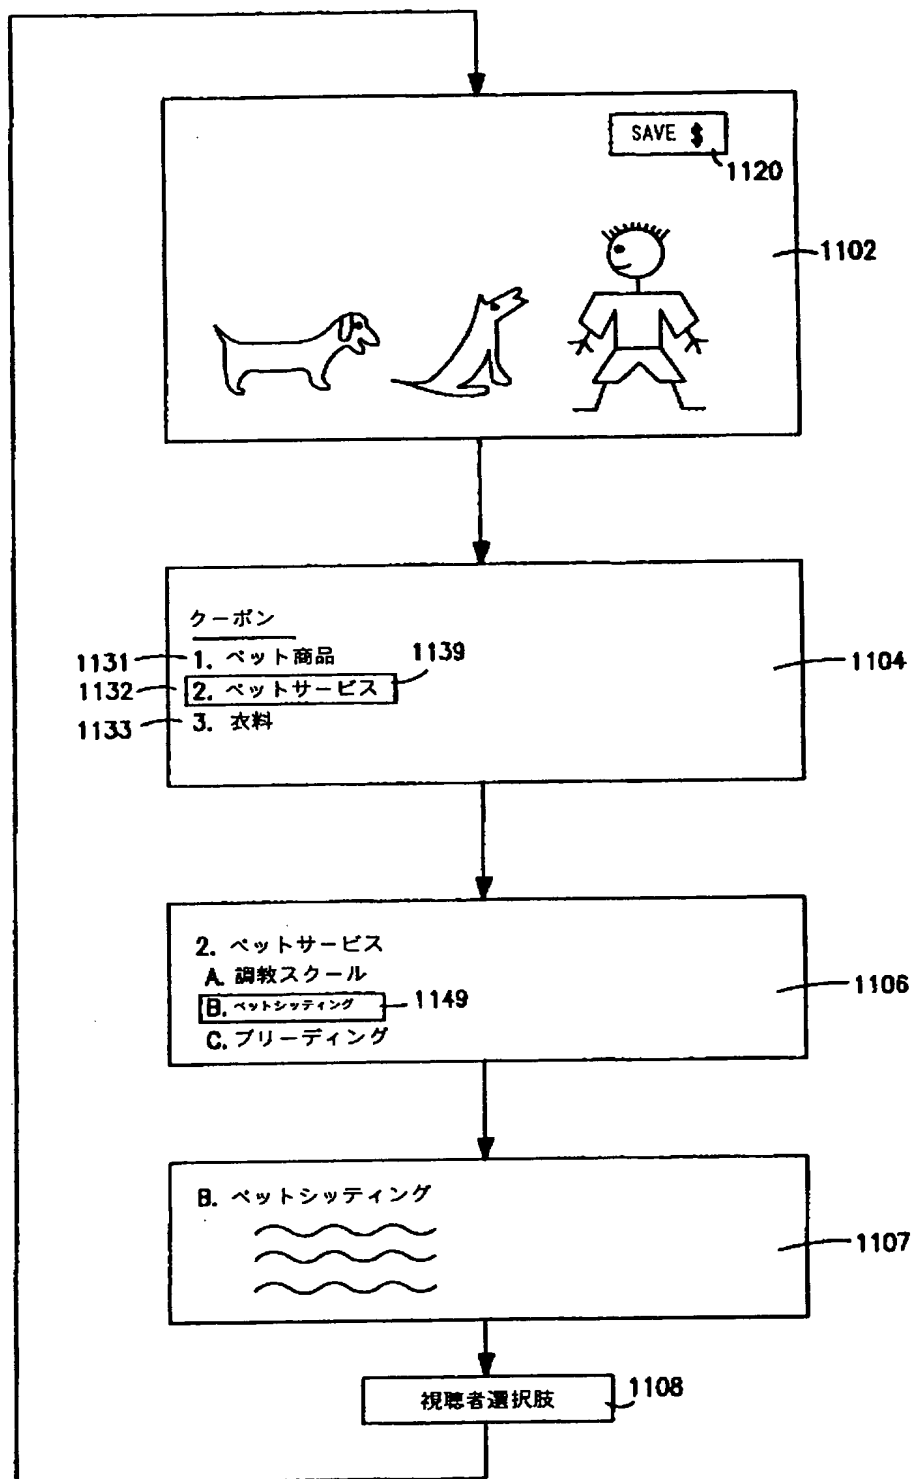 SAVE $
1120
1102
クーポン
1131 1. ペット商品 1139
1132 2. ペットサービス
1133 3. 衣料
1104
2. ペットサービス
A. 調教スクール
B. ペットシッティング 1149
C. ブリーディング
1106
B. ペットシッティング
1107
視聴者選択肢 1108